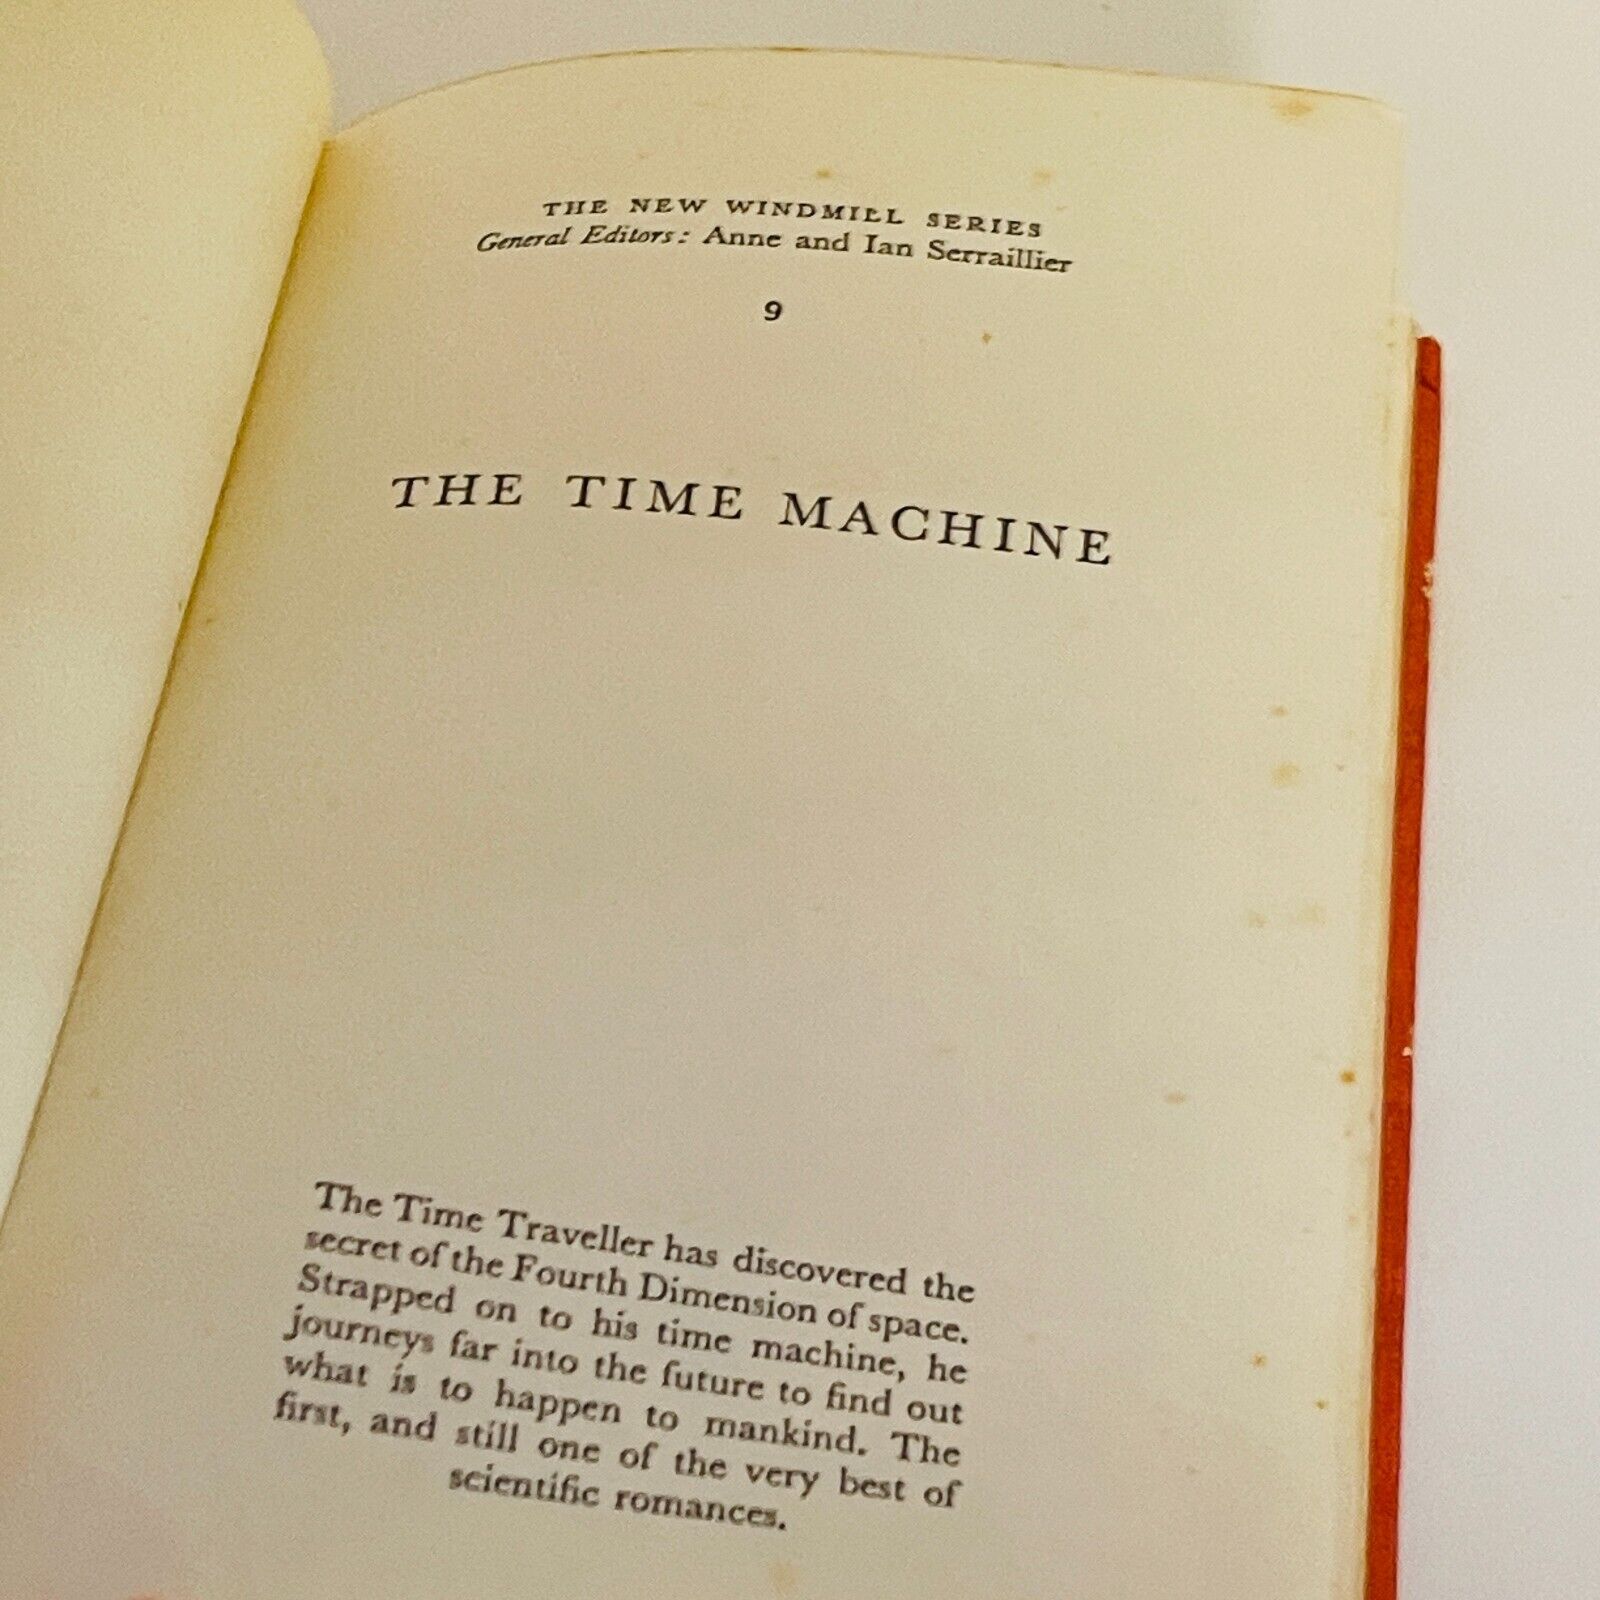 THE NEW WINDMILL SERIES
General Editors: Anne and Ian Serraillier
9
THE TIME MACHINE
The Time Traveller has discovered the
secret of the Fourth Dimension of space.
Strapped on to his time machine, he
journeys far into the future to find out
what is to happen to mankind. The
first, and still one of the very best of
scientific romances.